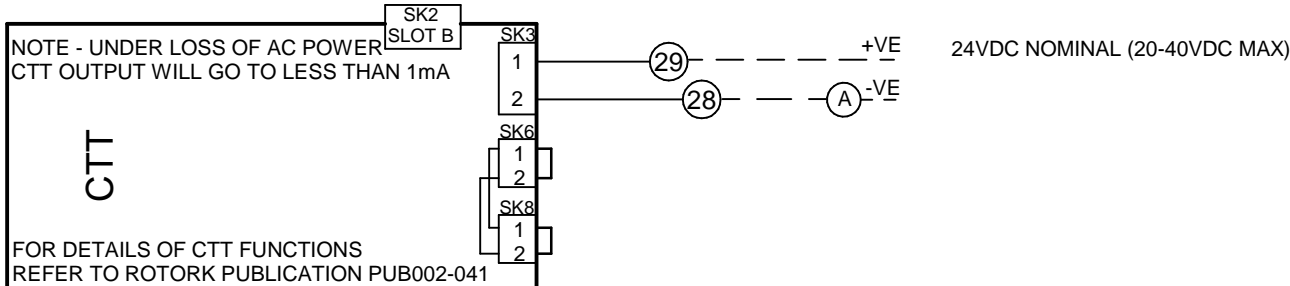 SK2
SLOT B
NOTE - UNDER LOSS OF AC POWER
CTT OUTPUT WILL GO TO LESS THAN 1mA
SK3
1
2
29
+VE
24VDC NOMINAL (20-40VDC MAX)
28
A
-VE
CTT
SK6
1
2
SK8
1
2
FOR DETAILS OF CTT FUNCTIONS
REFER TO ROTORK PUBLICATION PUB002-041